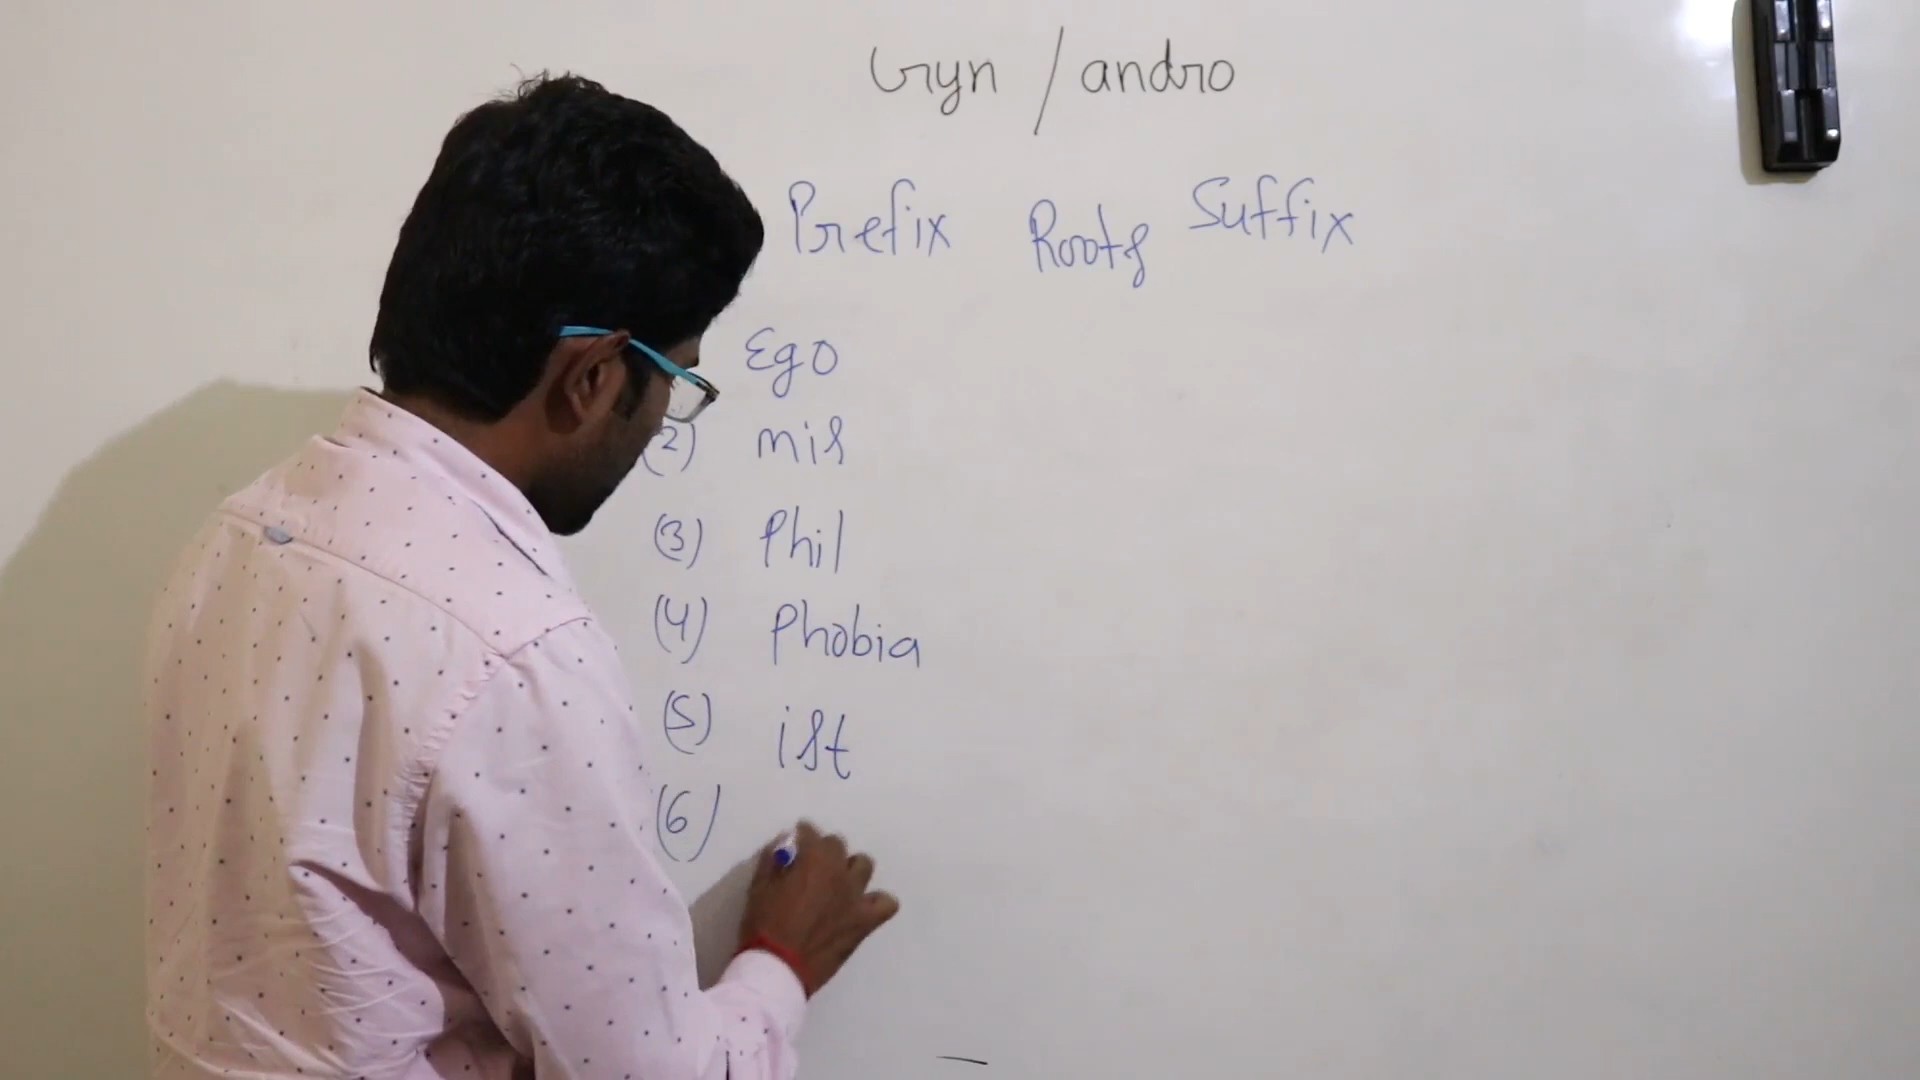 Gyn / andro
Prefix Roots Suffix
Ego
(2) mis
(3) Phil
(4) Phobia
(5) ist
(6)